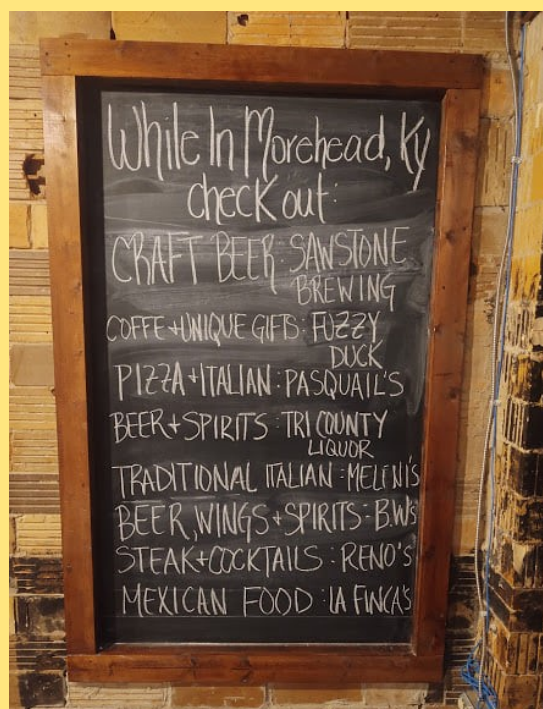 While In Morehead, Ky
check out:
CRAFT BEER: SAWSTONE
BREWING
COFFE + UNIQUE GIFTS: FUZZY
DUCK
PIZZA + ITALIAN: PASQUAIL'S
BEER + SPIRITS: TRI COUNTY
LIQUOR
TRADITIONAL ITALIAN: MELINI'S
BEER, WINGS + SPIRITS - B.W's
STEAK + COCKTAILS: RENO'S
MEXICAN FOOD: LA FINCA'S